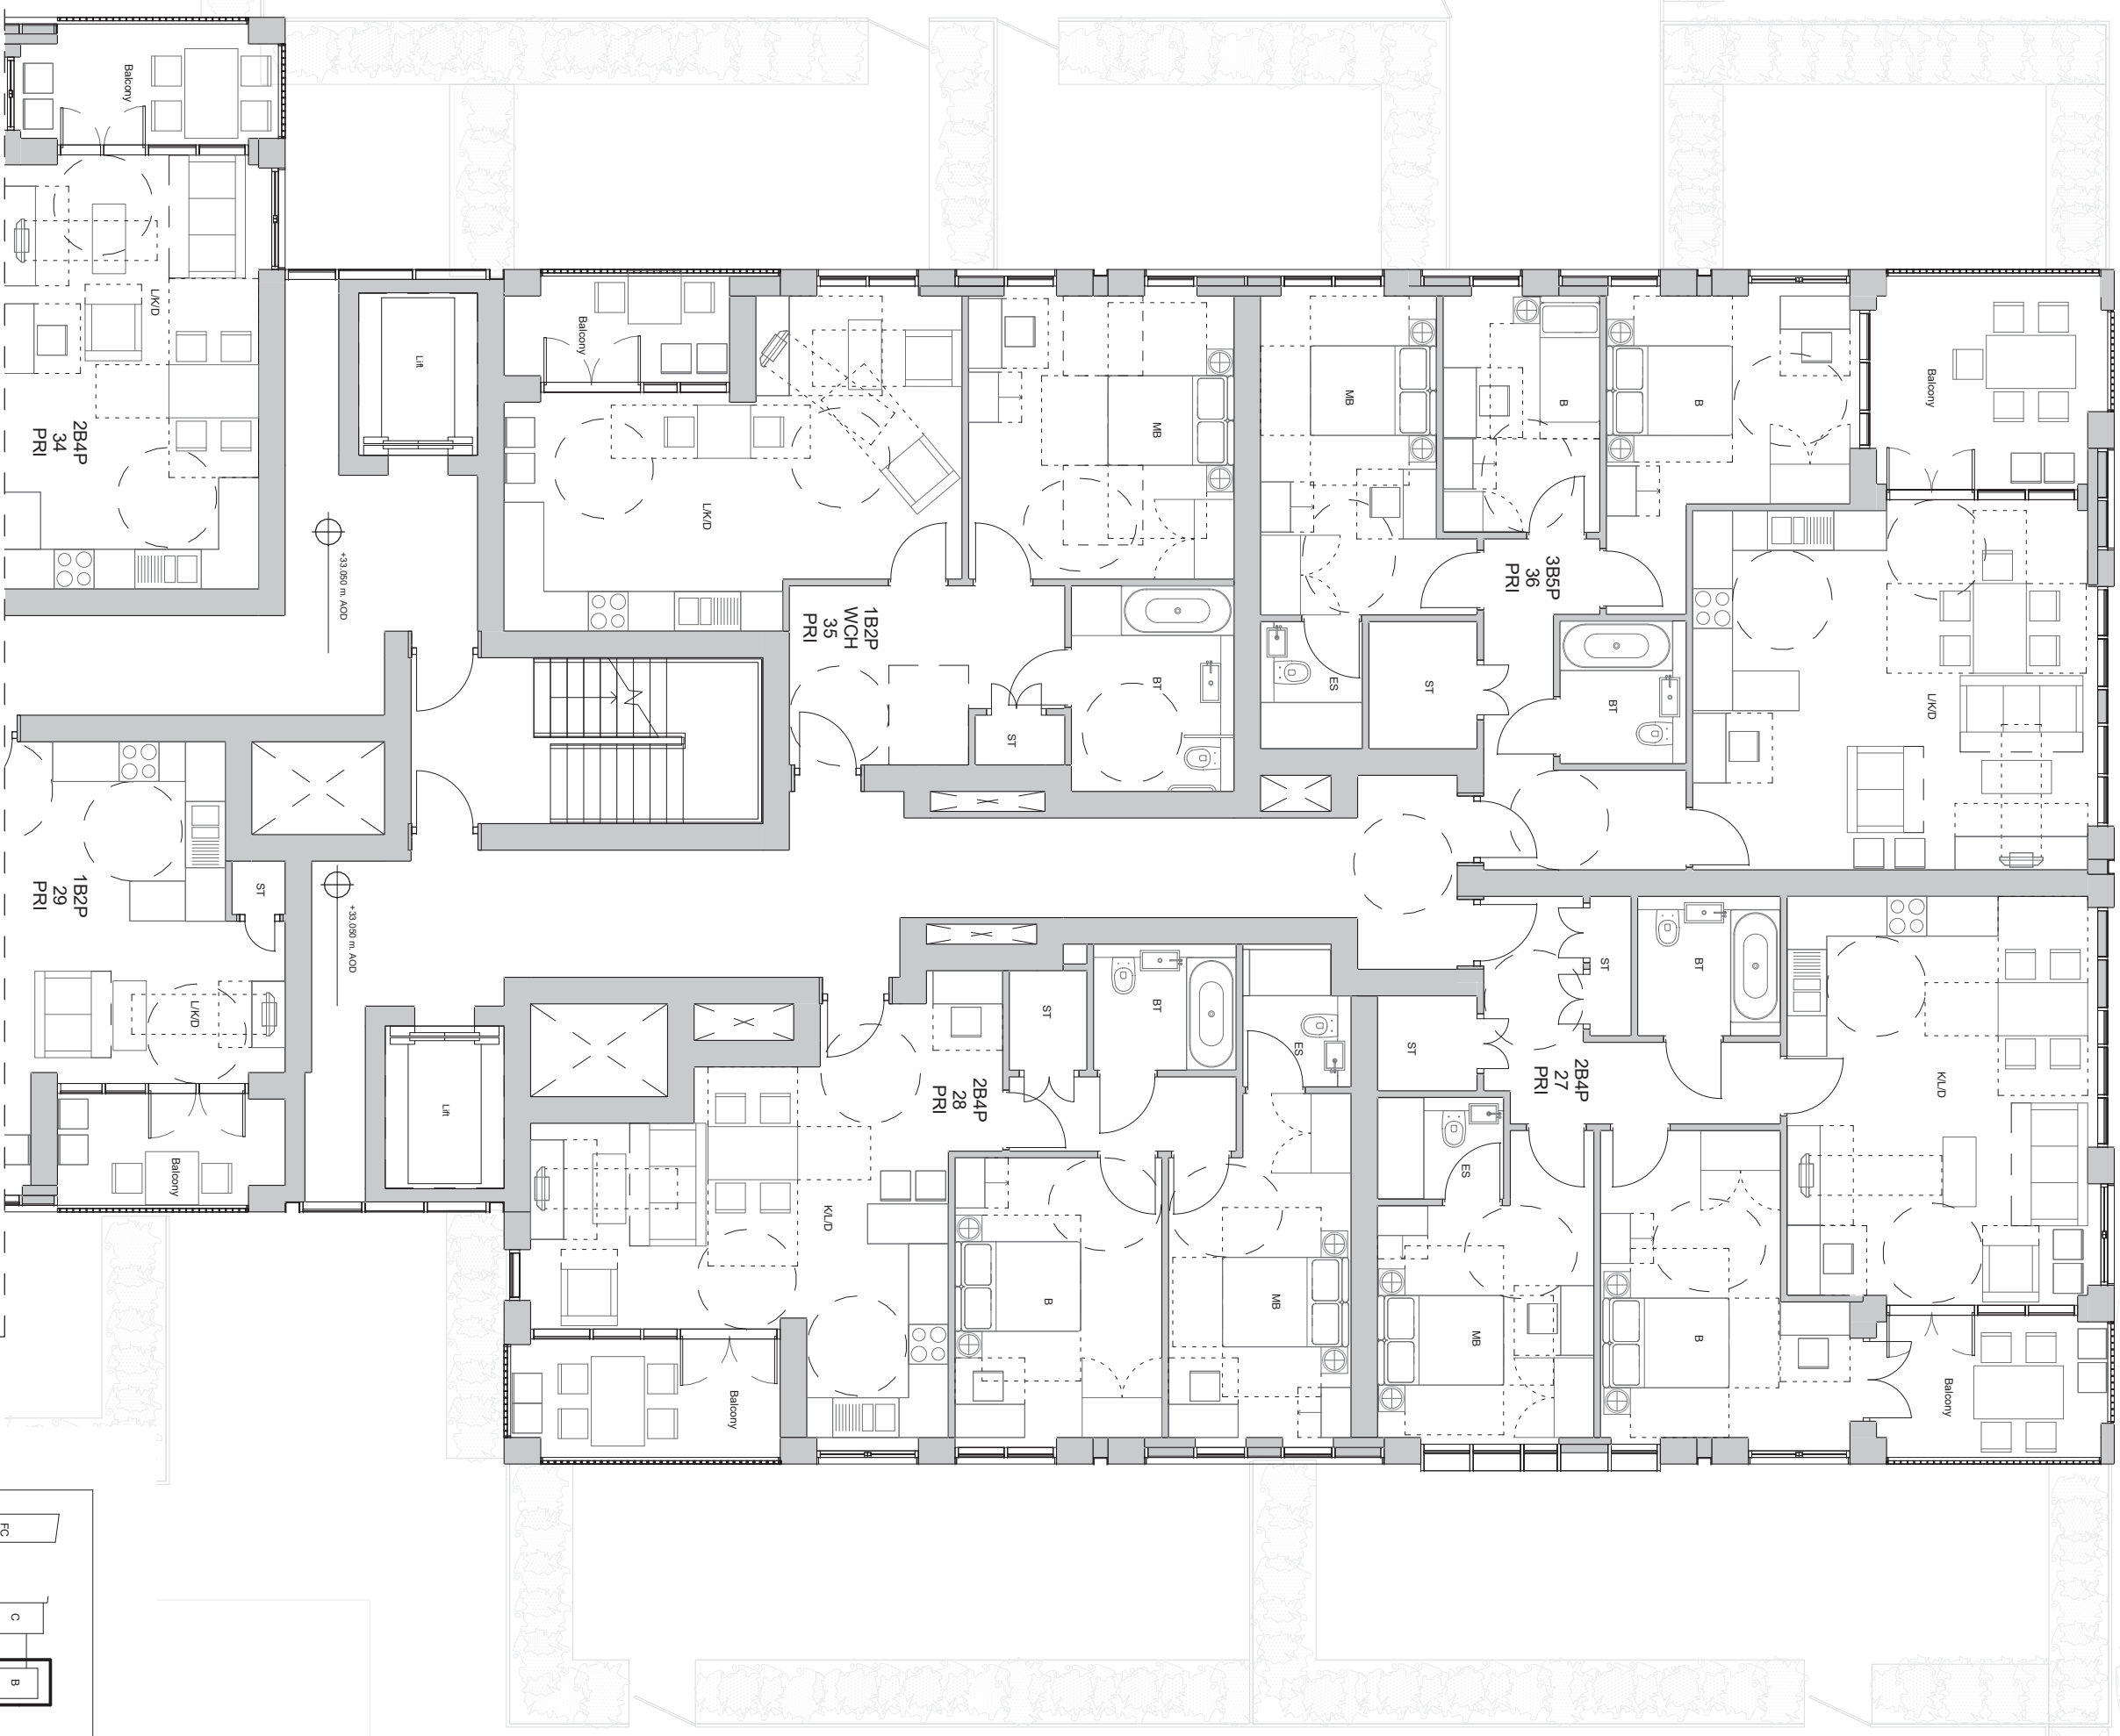 Balcony
L/K/D
2B4P
34
PRI
Lift
+33.050 m. AOD
Balcony
L/K/D
1B2P
WCH
35
PRI
MB
BT
ST
MB
B
B
3B5P
36
PRI
ES
ST
BT
Balcony
L/K/D
1B2P
29
PRI
ST
L/K/D
Balcony
+33.050 m. AOD
Lift
2B4P
28
PRI
ST
BT
ES
K/L/D
B
MB
Balcony
2B4P
27
PRI
ST
ST
BT
ES
MB
B
K/L/D
Balcony
FC
C
B